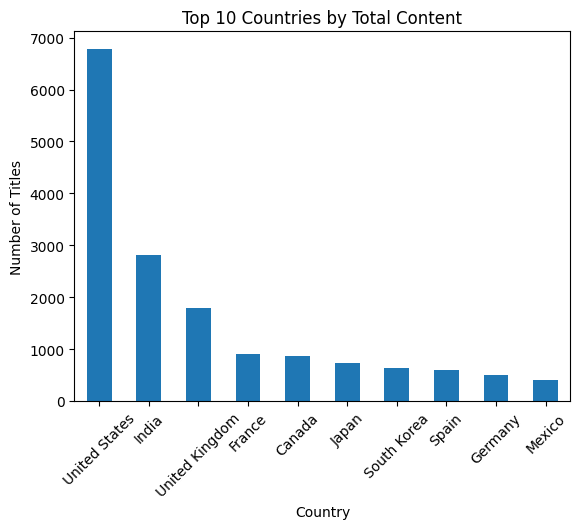 Top 10 Countries by Total Content
Number of Titles
7000
6000
5000
4000
3000
2000
1000
0
United States
India
United Kingdom
France
Canada
Japan
South Korea
Spain
Germany
Mexico
Country